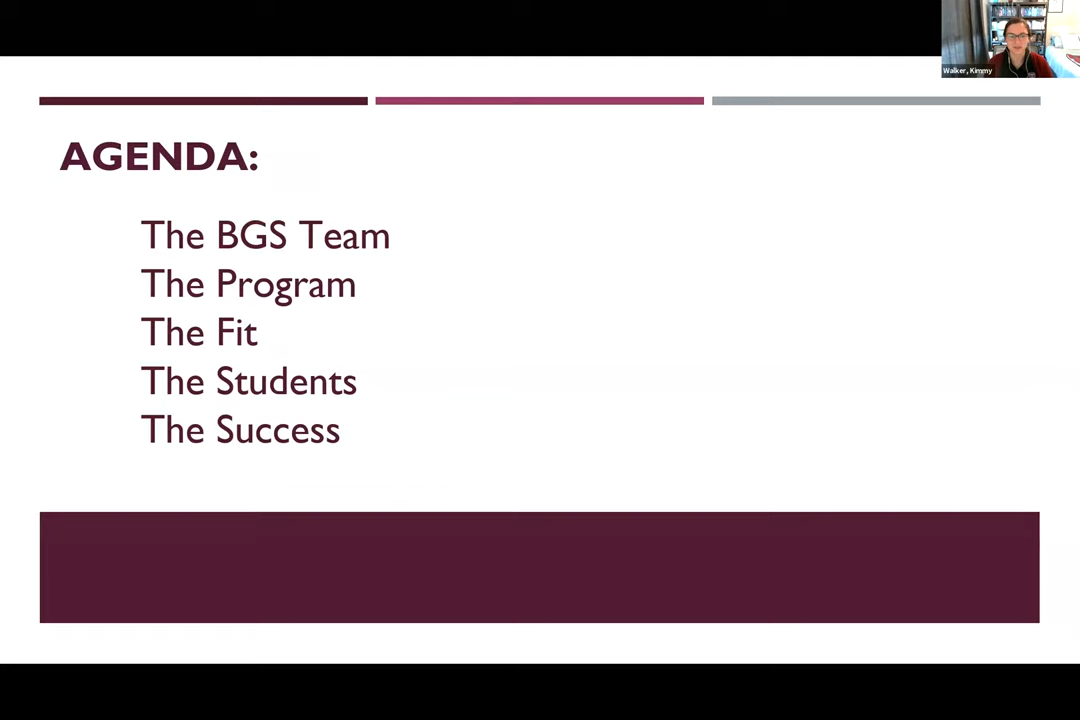 Walker, Kimmy
AGENDA:
The BGS Team
The Program
The Fit
The Students
The Success